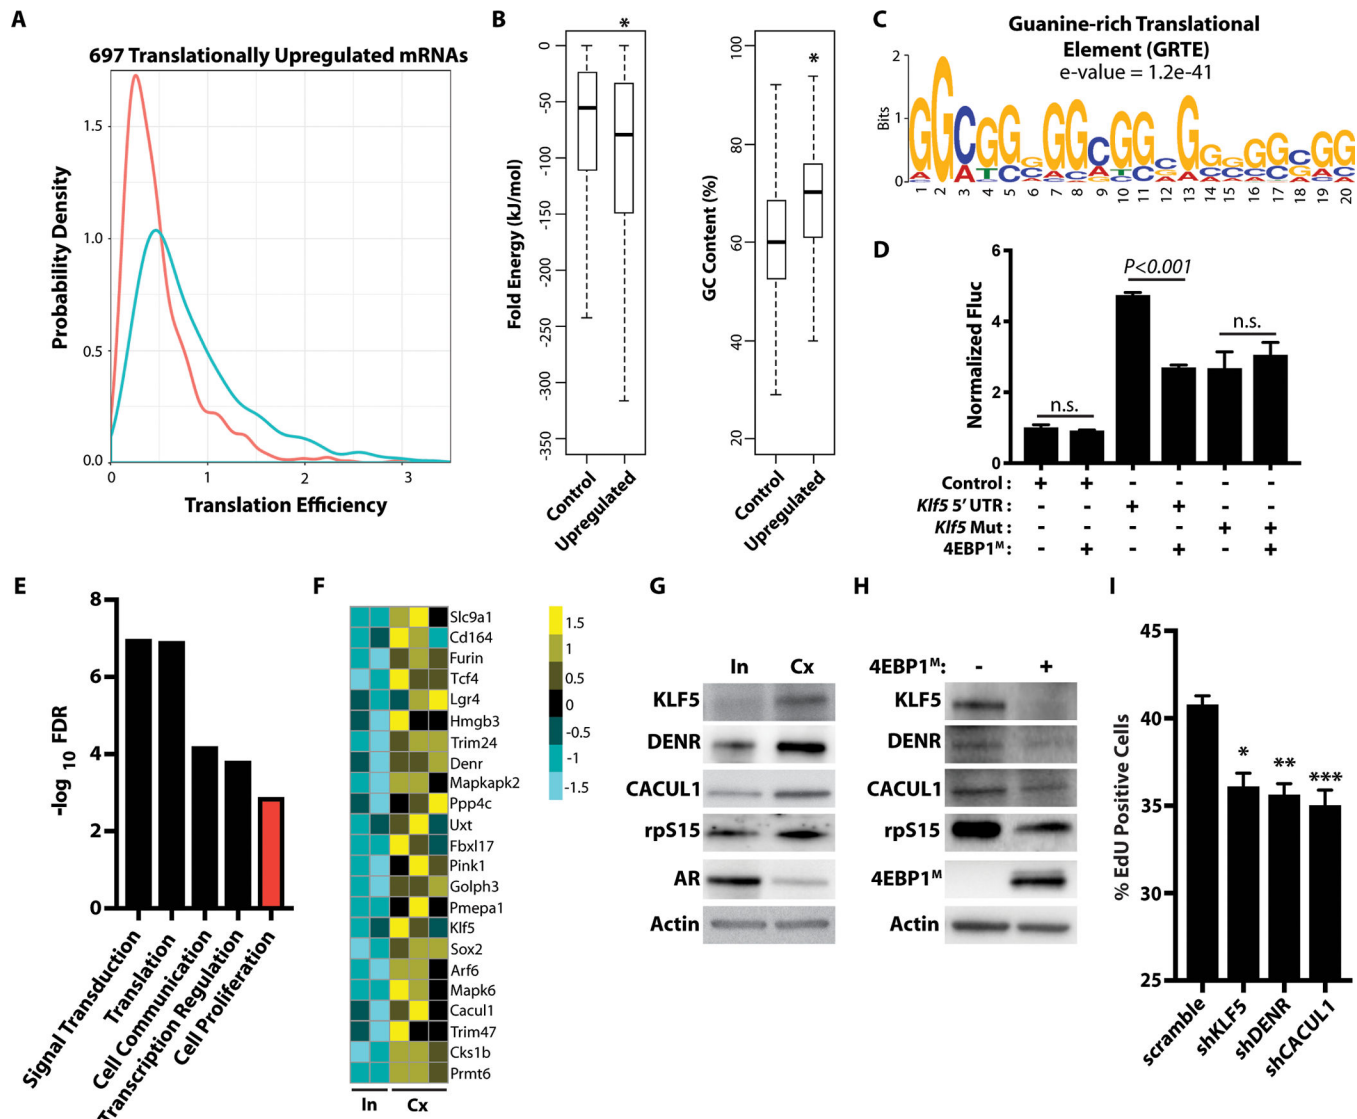 A
697 Translationally Upregulated mRNAs
Probability Density
1.5
1.0
0.5
0.0
0
1
2
3
Translation Efficiency
B
*
Fold Energy (kJ/mol)
0
-50
-100
-150
-200
-250
-300
-350
Control
Upregulated
*
GC Content (%)
100
80
60
40
20
Control
Upregulated
C
Guanine-rich Translational
Element (GRTE)
e-value = 1.2e-41
Bits
2
1
0
1 2 3 4 5 6 7 8 9 10 11 12 13 14 15 16 17 18 19 20
D
Normalized Fluc
6
4
2
0
n.s.
P<0.001
n.s.
Control : + + - - - -
Klf5 5' UTR : - - + + - -
Klf5 Mut : - - - - + +
4EBP1M : - + - + - +
E
-log 10 FDR
8
6
4
2
0
Signal Transduction
Translation
Cell Communication
Transcription Regulation
Cell Proliferation
F
Slc9a1
Cd164
Furin
Tcf4
Lgr4
Hmgb3
Trim24
Denr
Mapkapk2
Ppp4c
Uxt
Fbxl17
Pink1
Golph3
Pmepa1
Klf5
Sox2
Arf6
Mapk6
Cacul1
Trim47
Cks1b
Prmt6
In Cx
1.5
1
0.5
0
-0.5
-1
-1.5
G
In Cx
KLF5
DENR
CACUL1
rpS15
AR
Actin
H
4EBP1M: - +
KLF5
DENR
CACUL1
rpS15
4EBP1M
Actin
I
% EdU Positive Cells
45
40
35
30
25
*
**
***
scramble
shKLF5
shDENR
shCACUL1